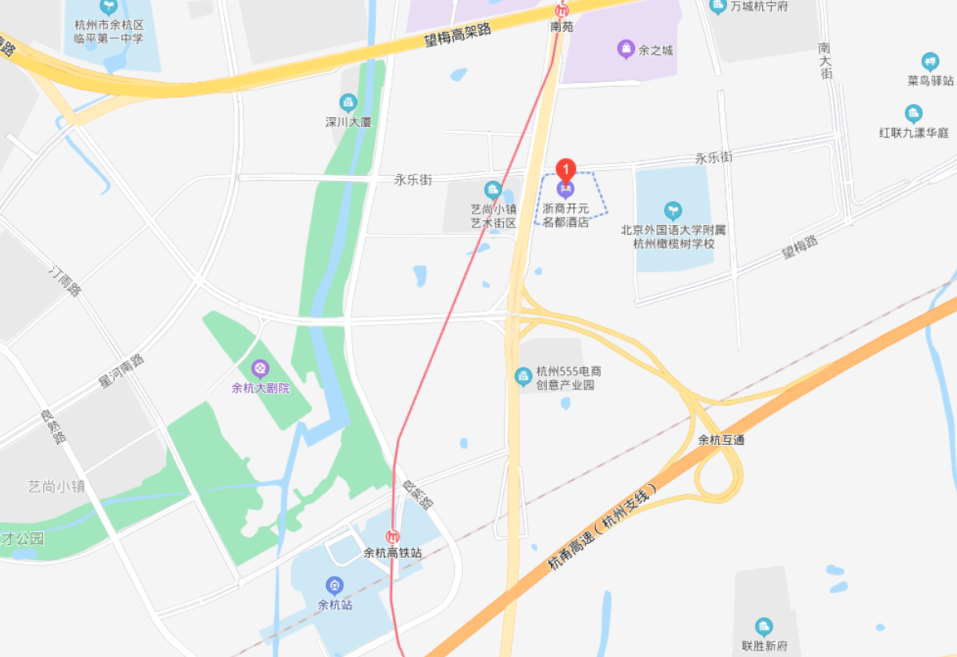 万城杭宁府
杭州市余杭区
临平第一中学
南苑
望梅高架路
路
余之城
南大街
菜鸟驿站
深川大厦
红联九漾华庭
永乐街
1
永乐街
艺尚小镇
艺术街区
浙商开元
名都酒店
北京外国语大学附属
杭州橄榄树学校
望梅路
汀雨路
星河南路
余杭大剧院
杭州555电商
创意产业园
良熟路
余杭互通
艺尚小镇
良熟路
杭甬高速（杭州支线）
才公园
余杭高铁站
余杭站
联胜新府